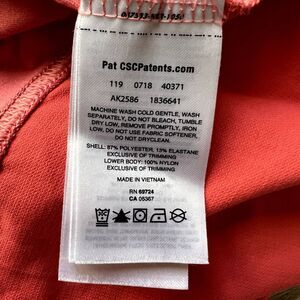 Pat CSCPatents.com
119 0718 40371
AK2586 1836641
MACHINE WASH COLD GENTLE, WASH
SEPARATELY, DO NOT BLEACH, TUMBLE
DRY LOW, REMOVE PROMPTLY, IRON
LOW, DO NOT USE FABRIC SOFTENER,
DO NOT DRYCLEAN.
SHELL: 87% POLYESTER, 13% ELASTANE
EXCLUSIVE OF TRIMMING
LOWER BODY: 100% NYLON
EXCLUSIVE OF TRIMMING
MADE IN VIETNAM
RN 69724
CA 05367